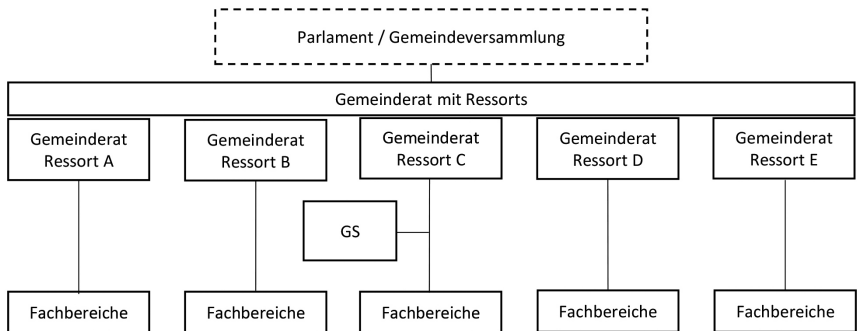 Parlament / Gemeindeversammlung
Gemeinderat mit Ressorts
Gemeinderat
Ressort A
Gemeinderat
Ressort B
Gemeinderat
Ressort C
Gemeinderat
Ressort D
Gemeinderat
Ressort E
GS
Fachbereiche
Fachbereiche
Fachbereiche
Fachbereiche
Fachbereiche